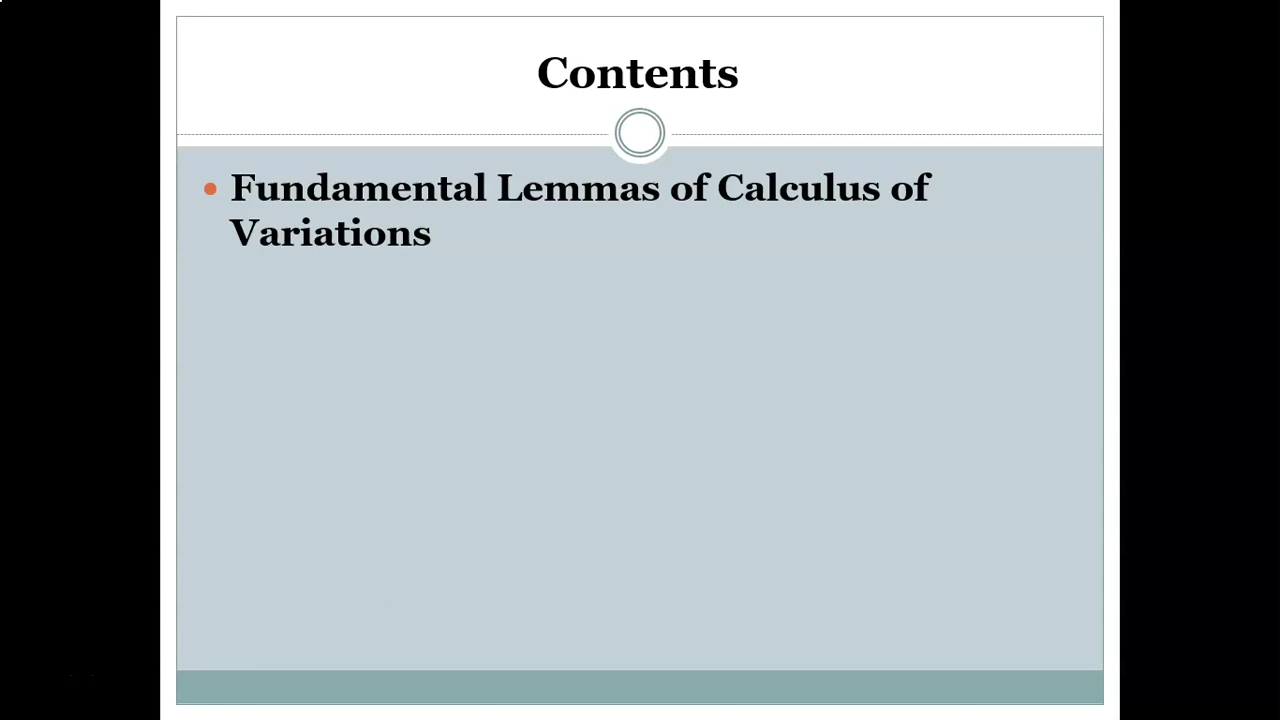 Contents
Fundamental Lemmas of Calculus of
Variations